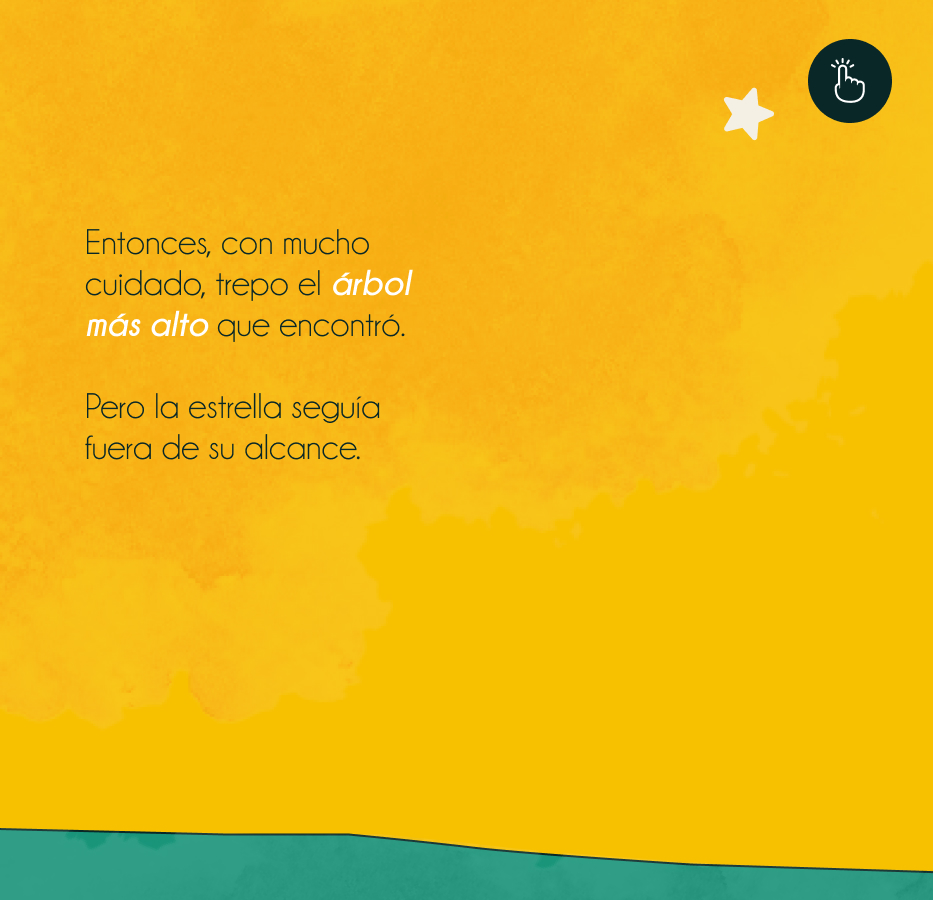 Entonces, con mucho
cuidado, trepo el árbol
más alto que encontró.
Pero la estrella seguía
fuera de su alcance.